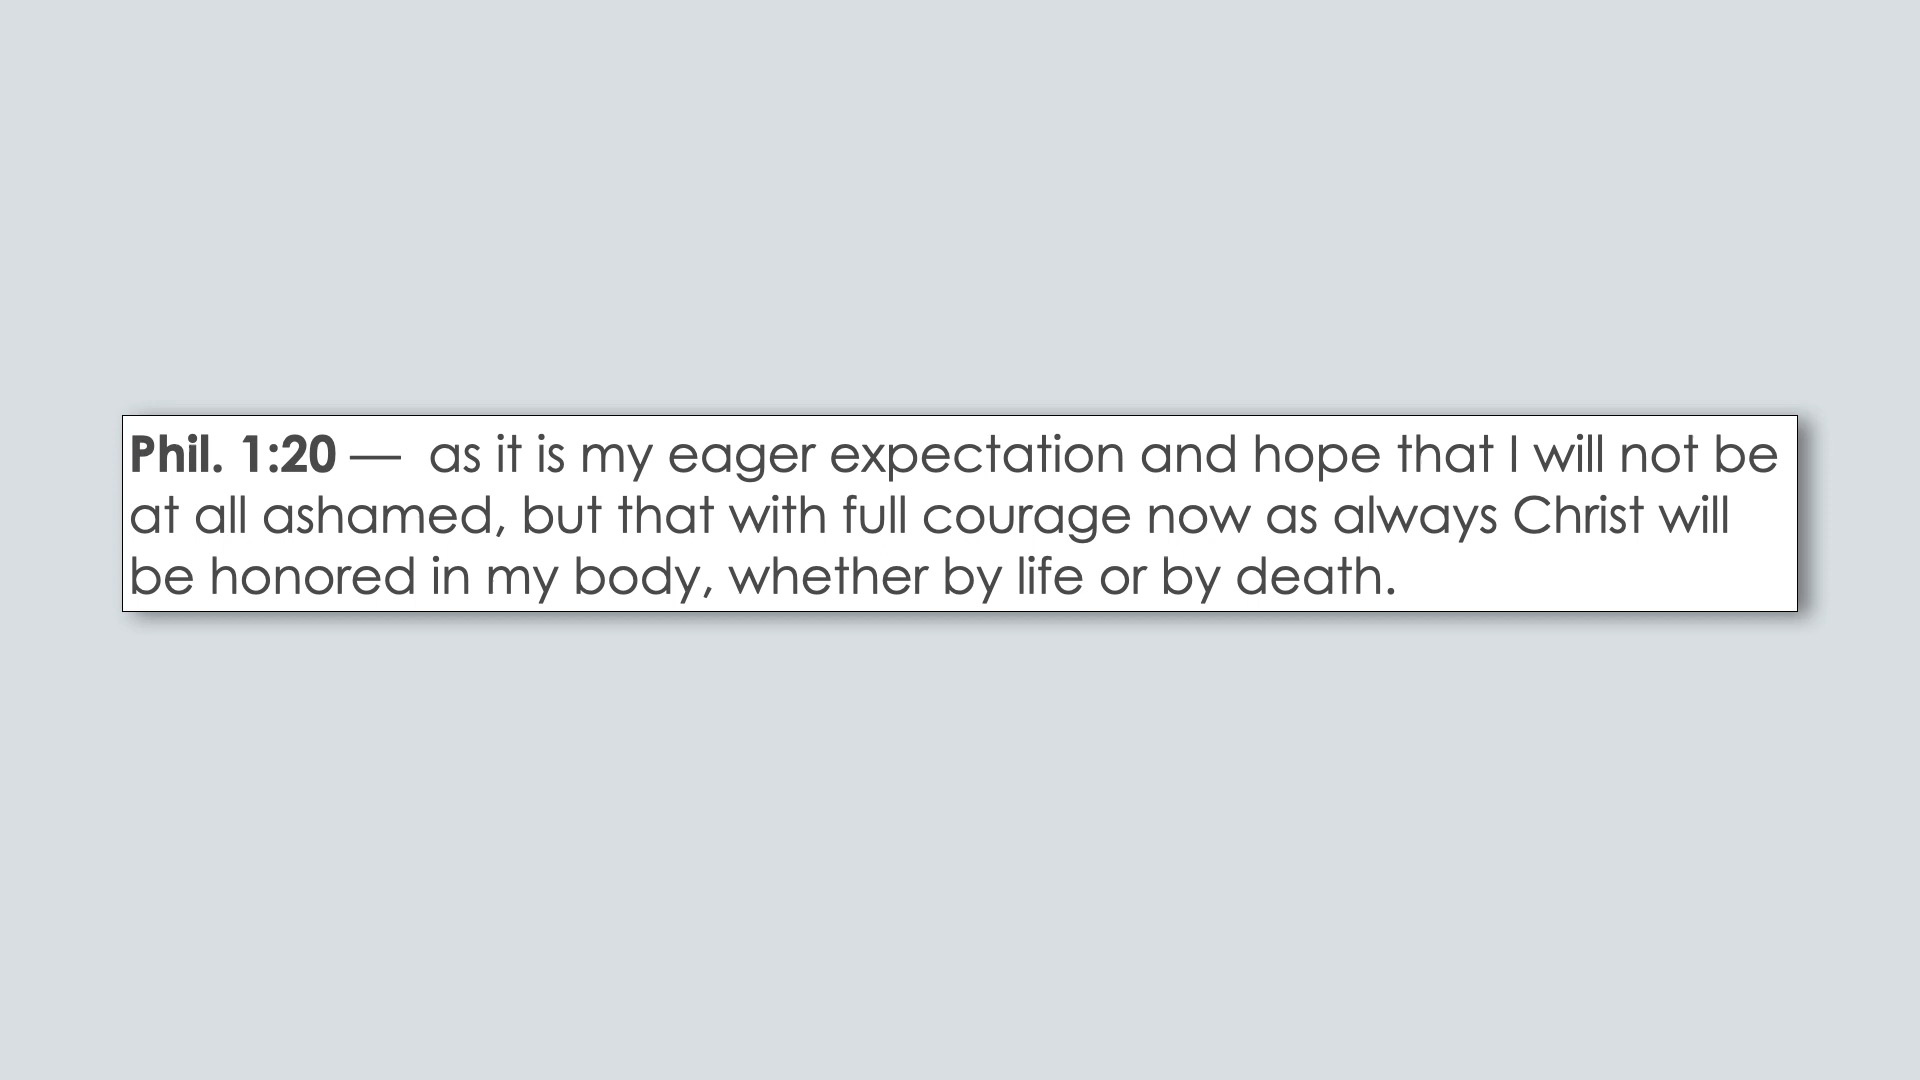 Phil. 1:20 —  as it is my eager expectation and hope that I will not be
at all ashamed, but that with full courage now as always Christ will
be honored in my body, whether by life or by death.